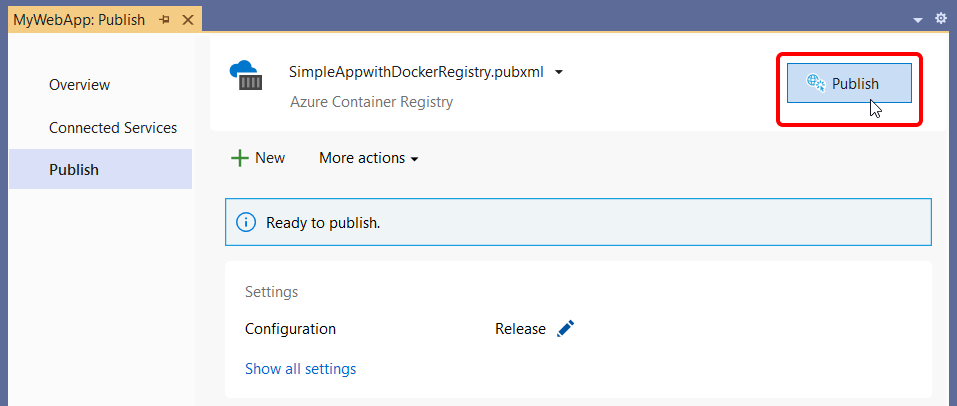 MyWebApp: Publish
Overview
Connected Services
Publish
SimpleAppwithDockerRegistry.pubxml
Azure Container Registry
Publish
New
More actions
Ready to publish.
Settings
Configuration Release
Show all settings